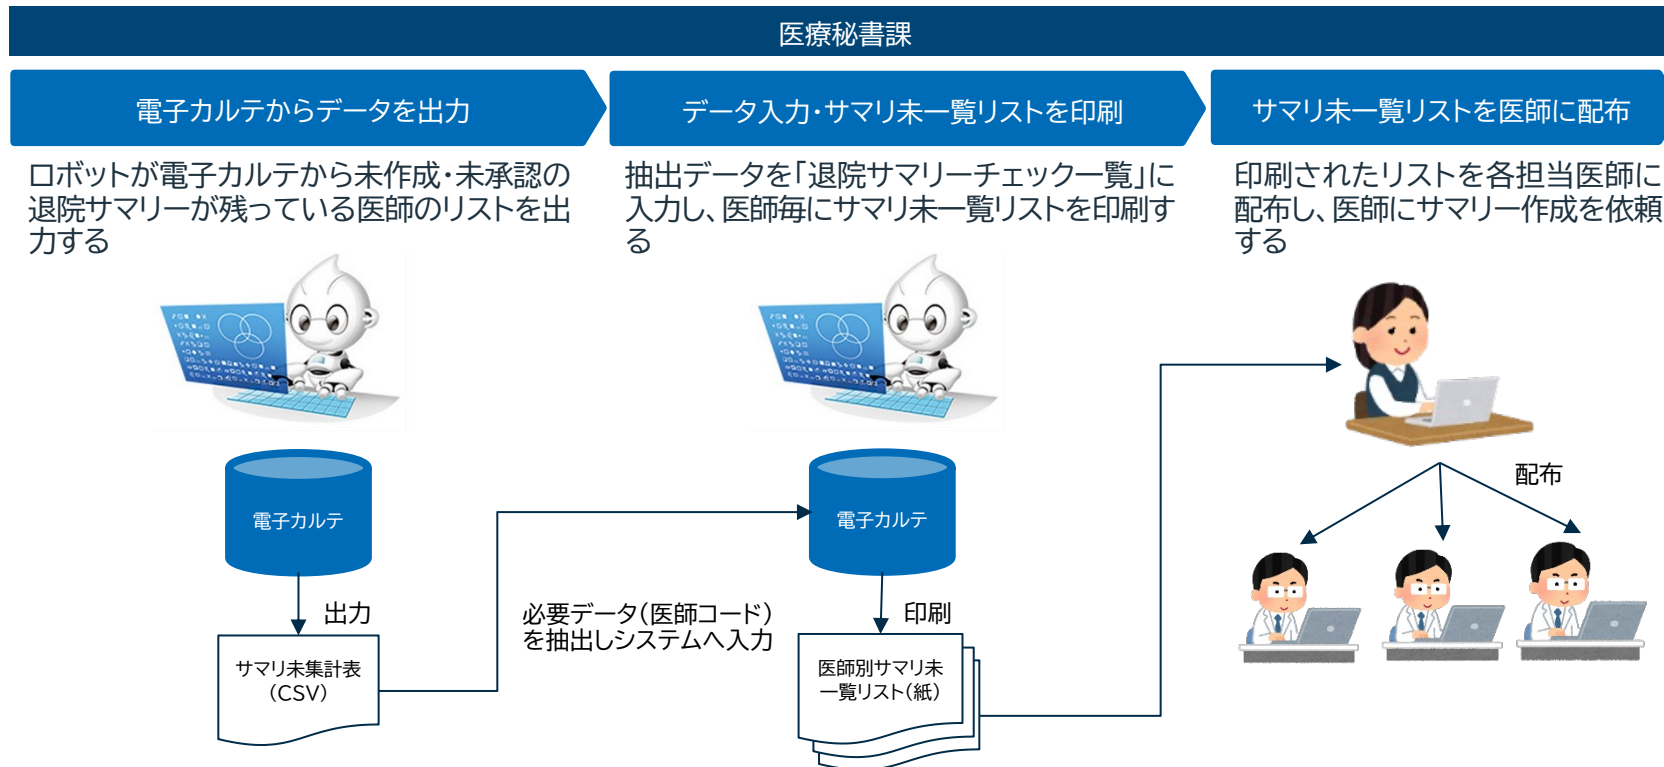 医療秘書課
電子カルテからデータを出力
データ入力・サマリ未一覧リストを印刷
サマリ未一覧リストを医師に配布
ロボットが電子カルテから未作成・未承認の
退院サマリーが残っている医師のリストを出
力する
抽出データを「退院サマリーチェック一覧」に
入力し、医師毎にサマリ未一覧リストを印刷す
る
印刷されたリストを各担当医師に
配布し、医師にサマリー作成を依頼
する
電子カルテ
出力
サマリ未集計表
(CSV)
必要データ(医師コード)
を抽出しシステムへ入力
電子カルテ
印刷
医師別サマリ未
一覧リスト(紙)
配布